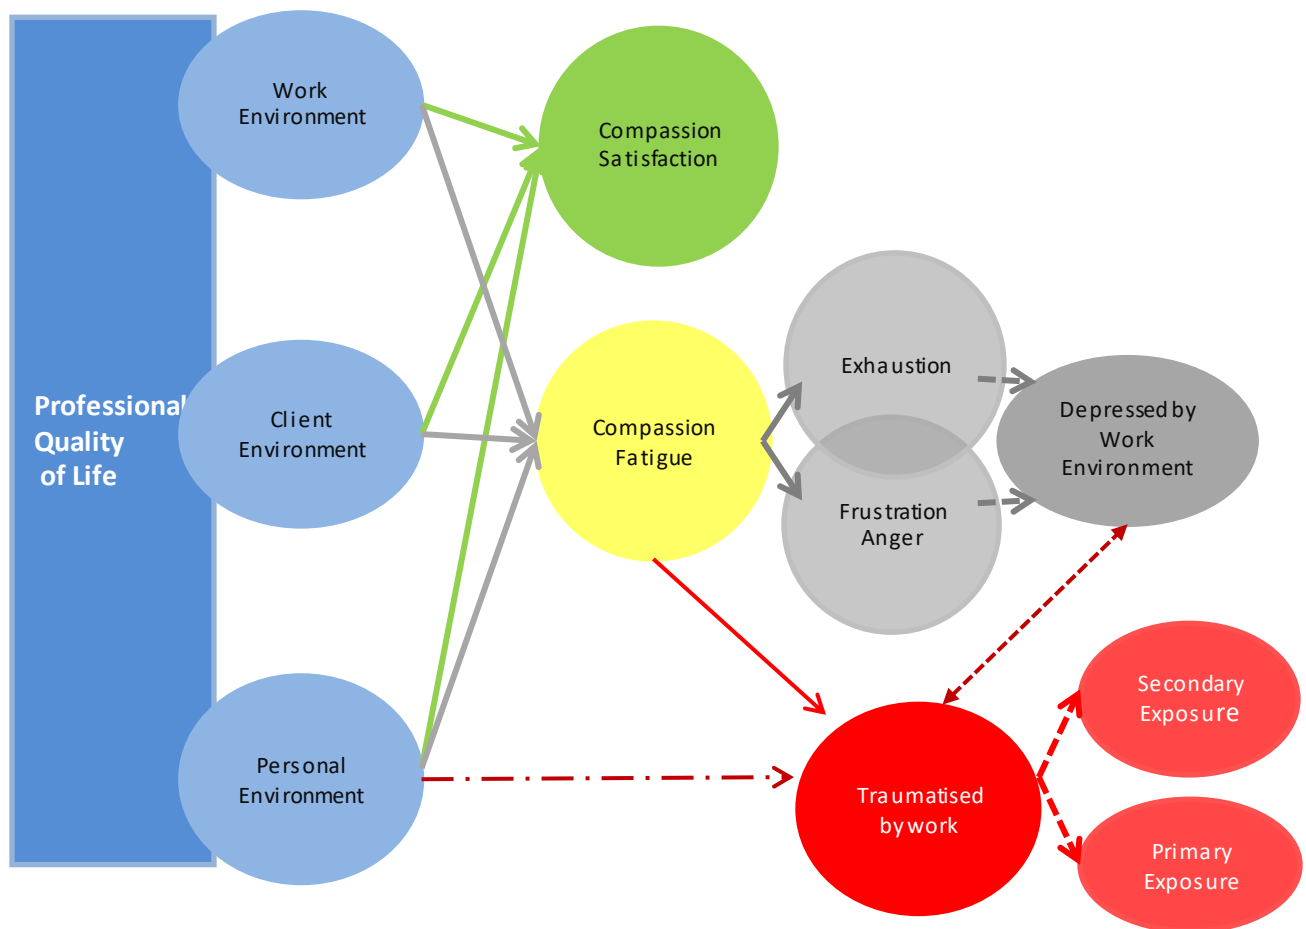 Professional
Quality
of Life
Work
Environment
Client
Environment
Personal
Environment
Compassion
Satisfaction
Compassion
Fatigue
Exhaustion
Frustration
Anger
Depressed by
Work
Environment
Traumatised
by work
Secondary
Exposure
Primary
Exposure